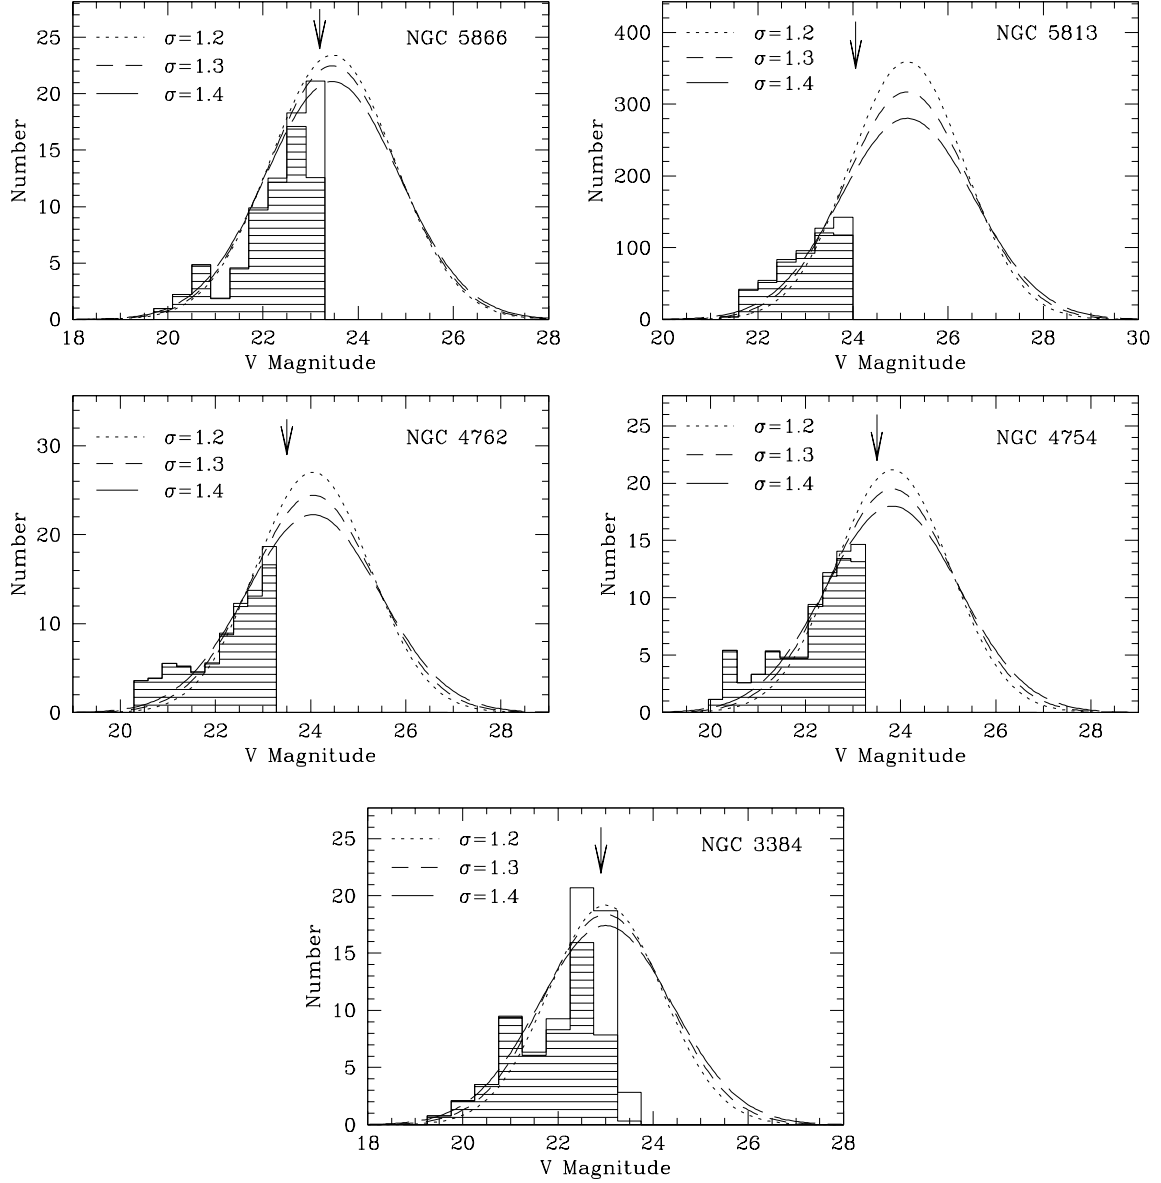 NGC 5866
σ=1.2
σ=1.3
σ=1.4
25
20
15
10
5
0
Number
18 20 22 24 26 28
V Magnitude
NGC 5813
σ=1.2
σ=1.3
σ=1.4
400
300
200
100
0
Number
20 22 24 26 28 30
V Magnitude
NGC 4762
σ=1.2
σ=1.3
σ=1.4
30
20
10
0
Number
20 22 24 26 28
V Magnitude
NGC 4754
σ=1.2
σ=1.3
σ=1.4
25
20
15
10
5
0
Number
20 22 24 26 28
V Magnitude
NGC 3384
σ=1.2
σ=1.3
σ=1.4
25
20
15
10
5
0
Number
18 20 22 24 26 28
V Magnitude